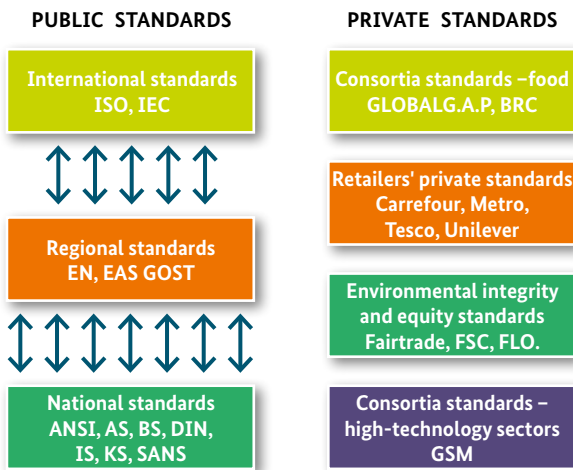 PUBLIC STANDARDS
International standards
ISO, IEC
Regional standards
EN, EAS GOST
National standards
ANSI, AS, BS, DIN,
IS, KS, SANS
PRIVATE STANDARDS
Consortia standards –food
GLOBALG.A.P, BRC
Retailers' private standards
Carrefour, Metro,
Tesco, Unilever
Environmental integrity
and equity standards
Fairtrade, FSC, FLO.
Consortia standards –
high-technology sectors
GSM